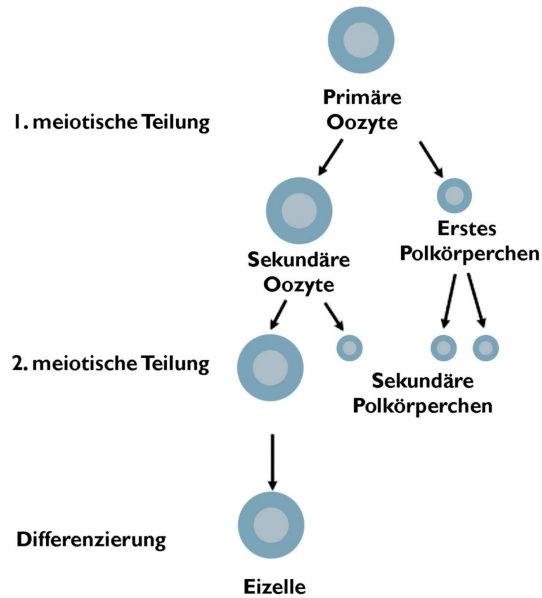 Primäre
Oozyte
1. meiotische Teilung
Sekundäre
Oozyte
Erstes
Polkörperchen
2. meiotische Teilung
Sekundäre
Polkörperchen
Differenzierung
Eizelle